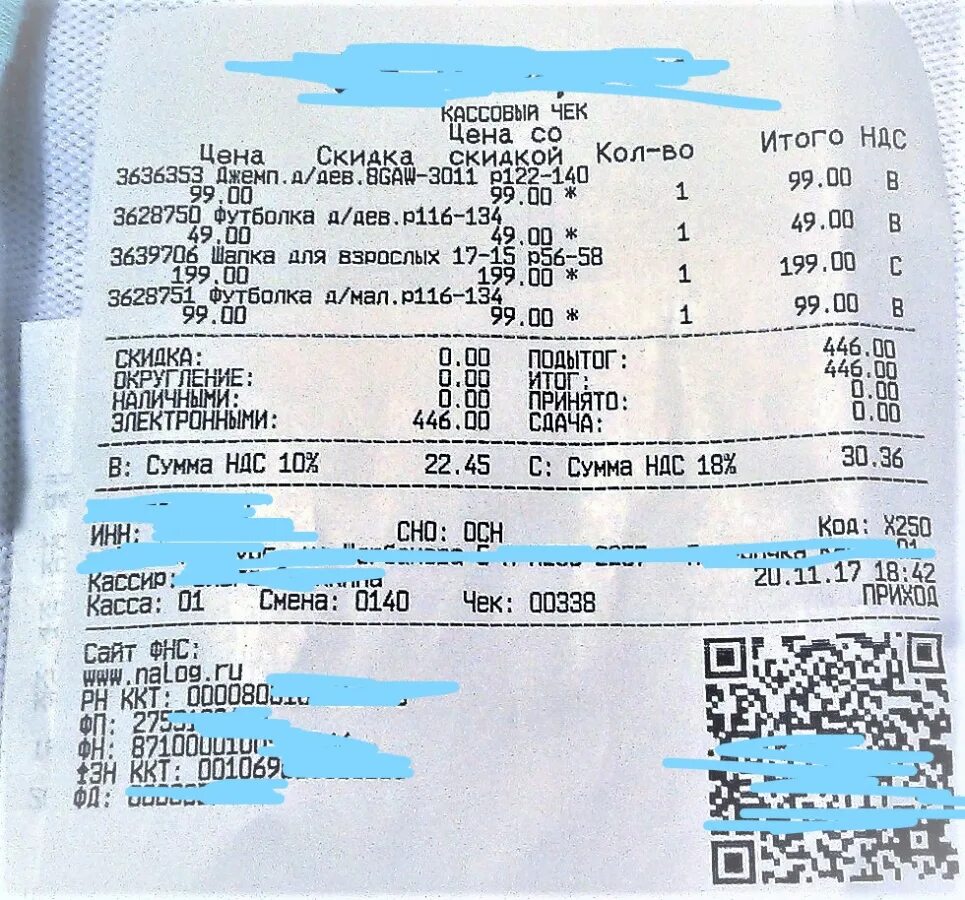 КАССОВЫЙ ЧЕК
Цена Скидка Цена со скидкой Кол-во Итого НДС
3636353 Джемп.д/дев.8GAW-3011 р122-140
99.00 99.00 * 1 99.00 В
3628750 Футболка д/дев.р116-134
49.00 49.00 * 1 49.00 В
3639706 Шапка для взрослых 17-15 р56-58
199.00 199.00 * 1 199.00 С
3628751 Футболка д/мал.р116-134
99.00 99.00 * 1 99.00 В
СКИДКА: 0.00 ПОДЫТОГ: 446.00
ОКРУГЛЕНИЕ: 0.00 ИТОГ: 446.00
НАЛИЧНЫМИ: 0.00 ПРИНЯТО: 0.00
ЭЛЕКТРОННЫМИ: 446.00 СДАЧА: 0.00
В: Сумма НДС 10% 22.45 С: Сумма НДС 18% 30.36
ИНН: СНО: ОСН Код: X250
Кассир: 20.11.17 18:42
Касса: 01 Смена: 0140 Чек: 00338 ПРИХОД
Сайт ФНС:
www.nalog.ru
РН ККТ: 000080
ФП: 275
ФН: 8710000100
ЗН ККТ: 001069
ФД: